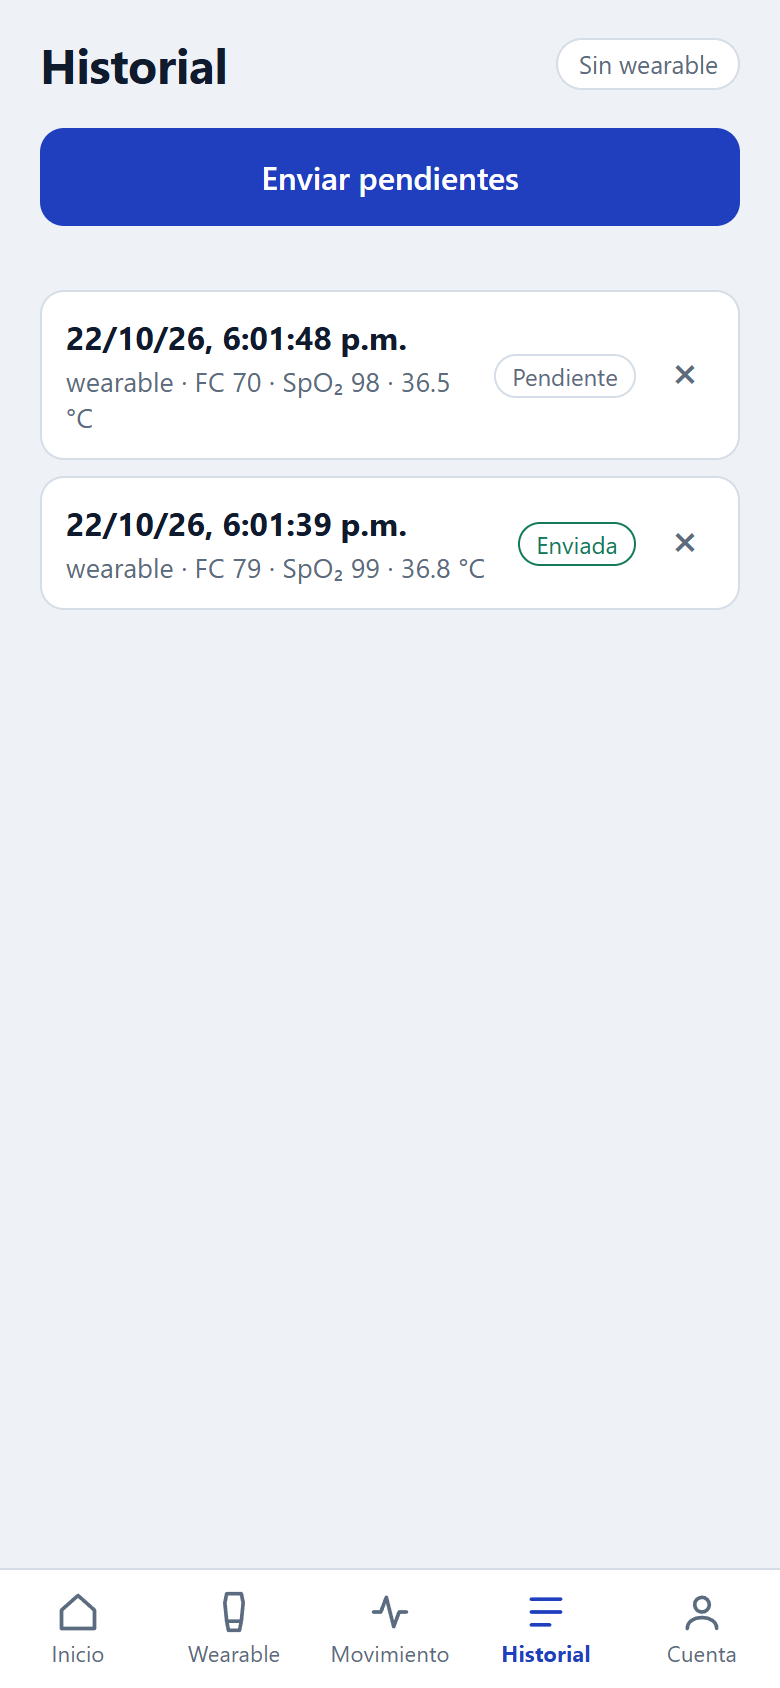 Historial
Sin wearable
Enviar pendientes
22/10/26, 6:01:48 p.m.
wearable · FC 70 · SpO₂ 98 · 36.5
°C
Pendiente
✕
22/10/26, 6:01:39 p.m.
wearable · FC 79 · SpO₂ 99 · 36.8 °C
Enviada
✕
Inicio
Wearable
Movimiento
Historial
Cuenta